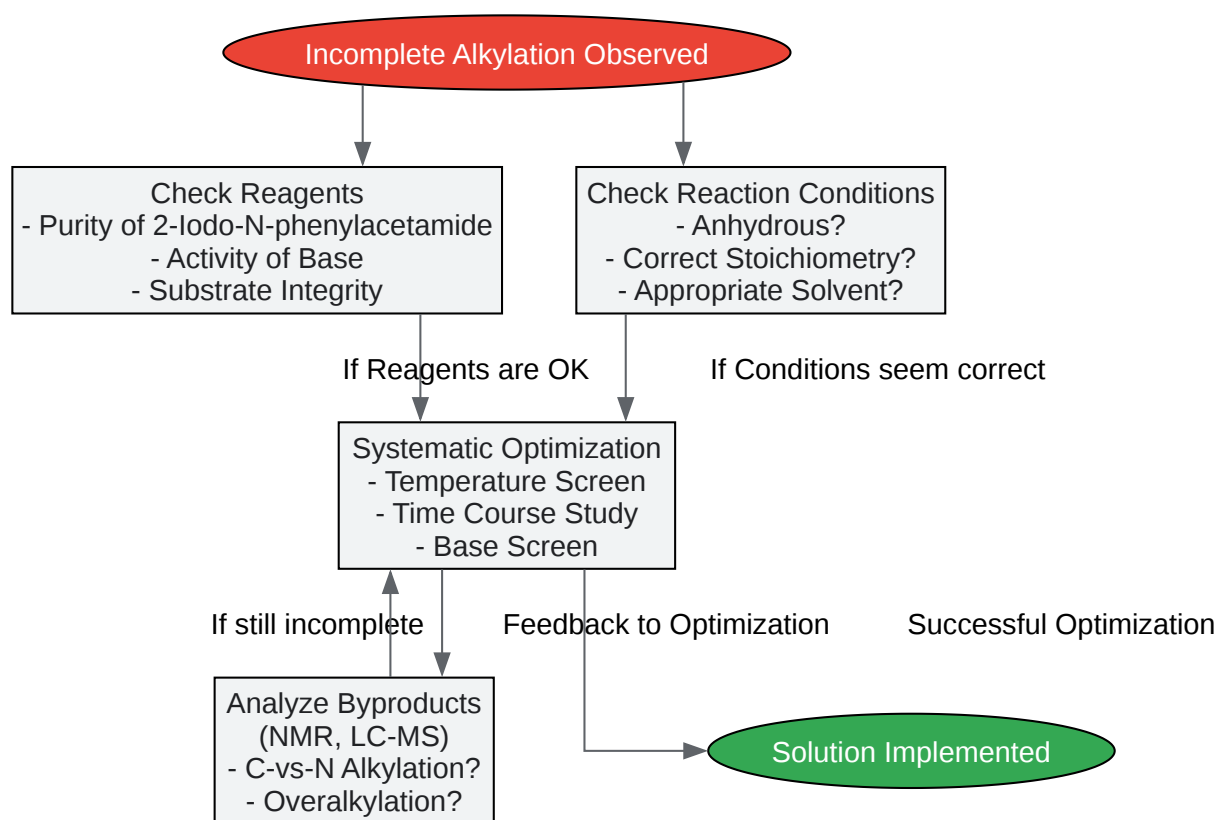 Incomplete Alkylation Observed
Check Reagents
- Purity of 2-Iodo-N-phenylacetamide
- Activity of Base
- Substrate Integrity
Check Reaction Conditions
- Anhydrous?
- Correct Stoichiometry?
- Appropriate Solvent?
If Reagents are OK
If Conditions seem correct
Systematic Optimization
- Temperature Screen
- Time Course Study
- Base Screen
If still incomplete
Feedback to Optimization
Successful Optimization
Analyze Byproducts
(NMR, LC-MS)
- C-vs-N Alkylation?
- Overalkylation?
Solution Implemented